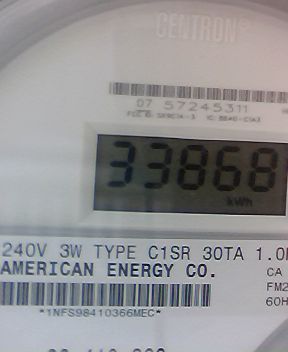 CENTRON®
07 57245311
33868
kWh
240V 3W TYPE C1SR 30TA 1.0
AMERICAN ENERGY CO.
CA
FM2
60H
*1NFS98410366MEC*